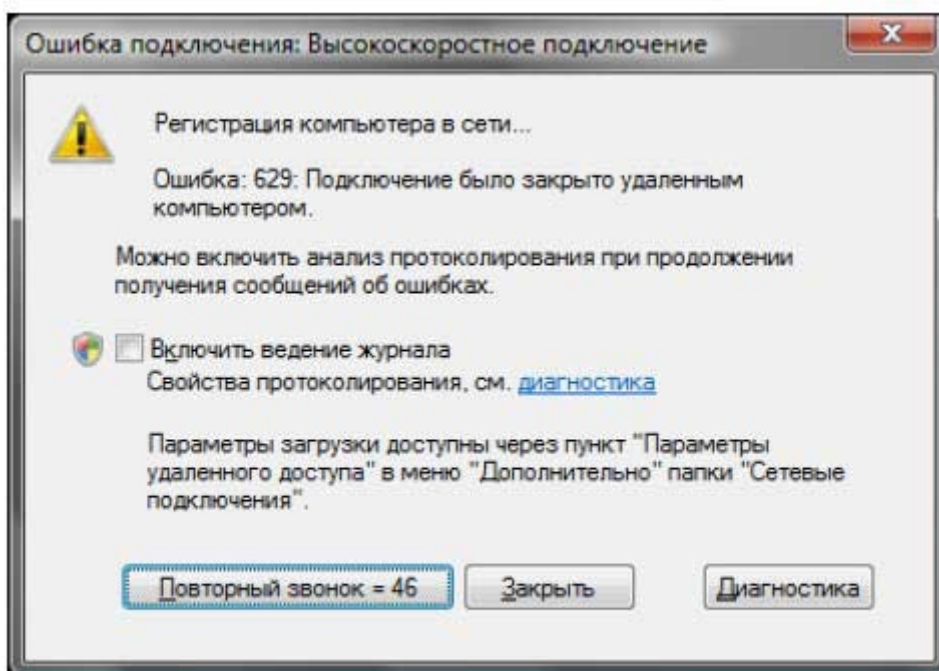 Ошибка подключения: Высокоскоростное подключение
Регистрация компьютера в сети...
Ошибка: 629: Подключение было закрыто удаленным
компьютером.
Можно включить анализ протоколирования при продолжении
получения сообщений об ошибках.
Включить ведение журнала
Свойства протоколирования, см. диагностика
Параметры загрузки доступны через пункт "Параметры
удаленного доступа" в меню "Дополнительно" папки "Сетевые
подключения".
Повторный звонок = 46
Закрыть
Диагностика